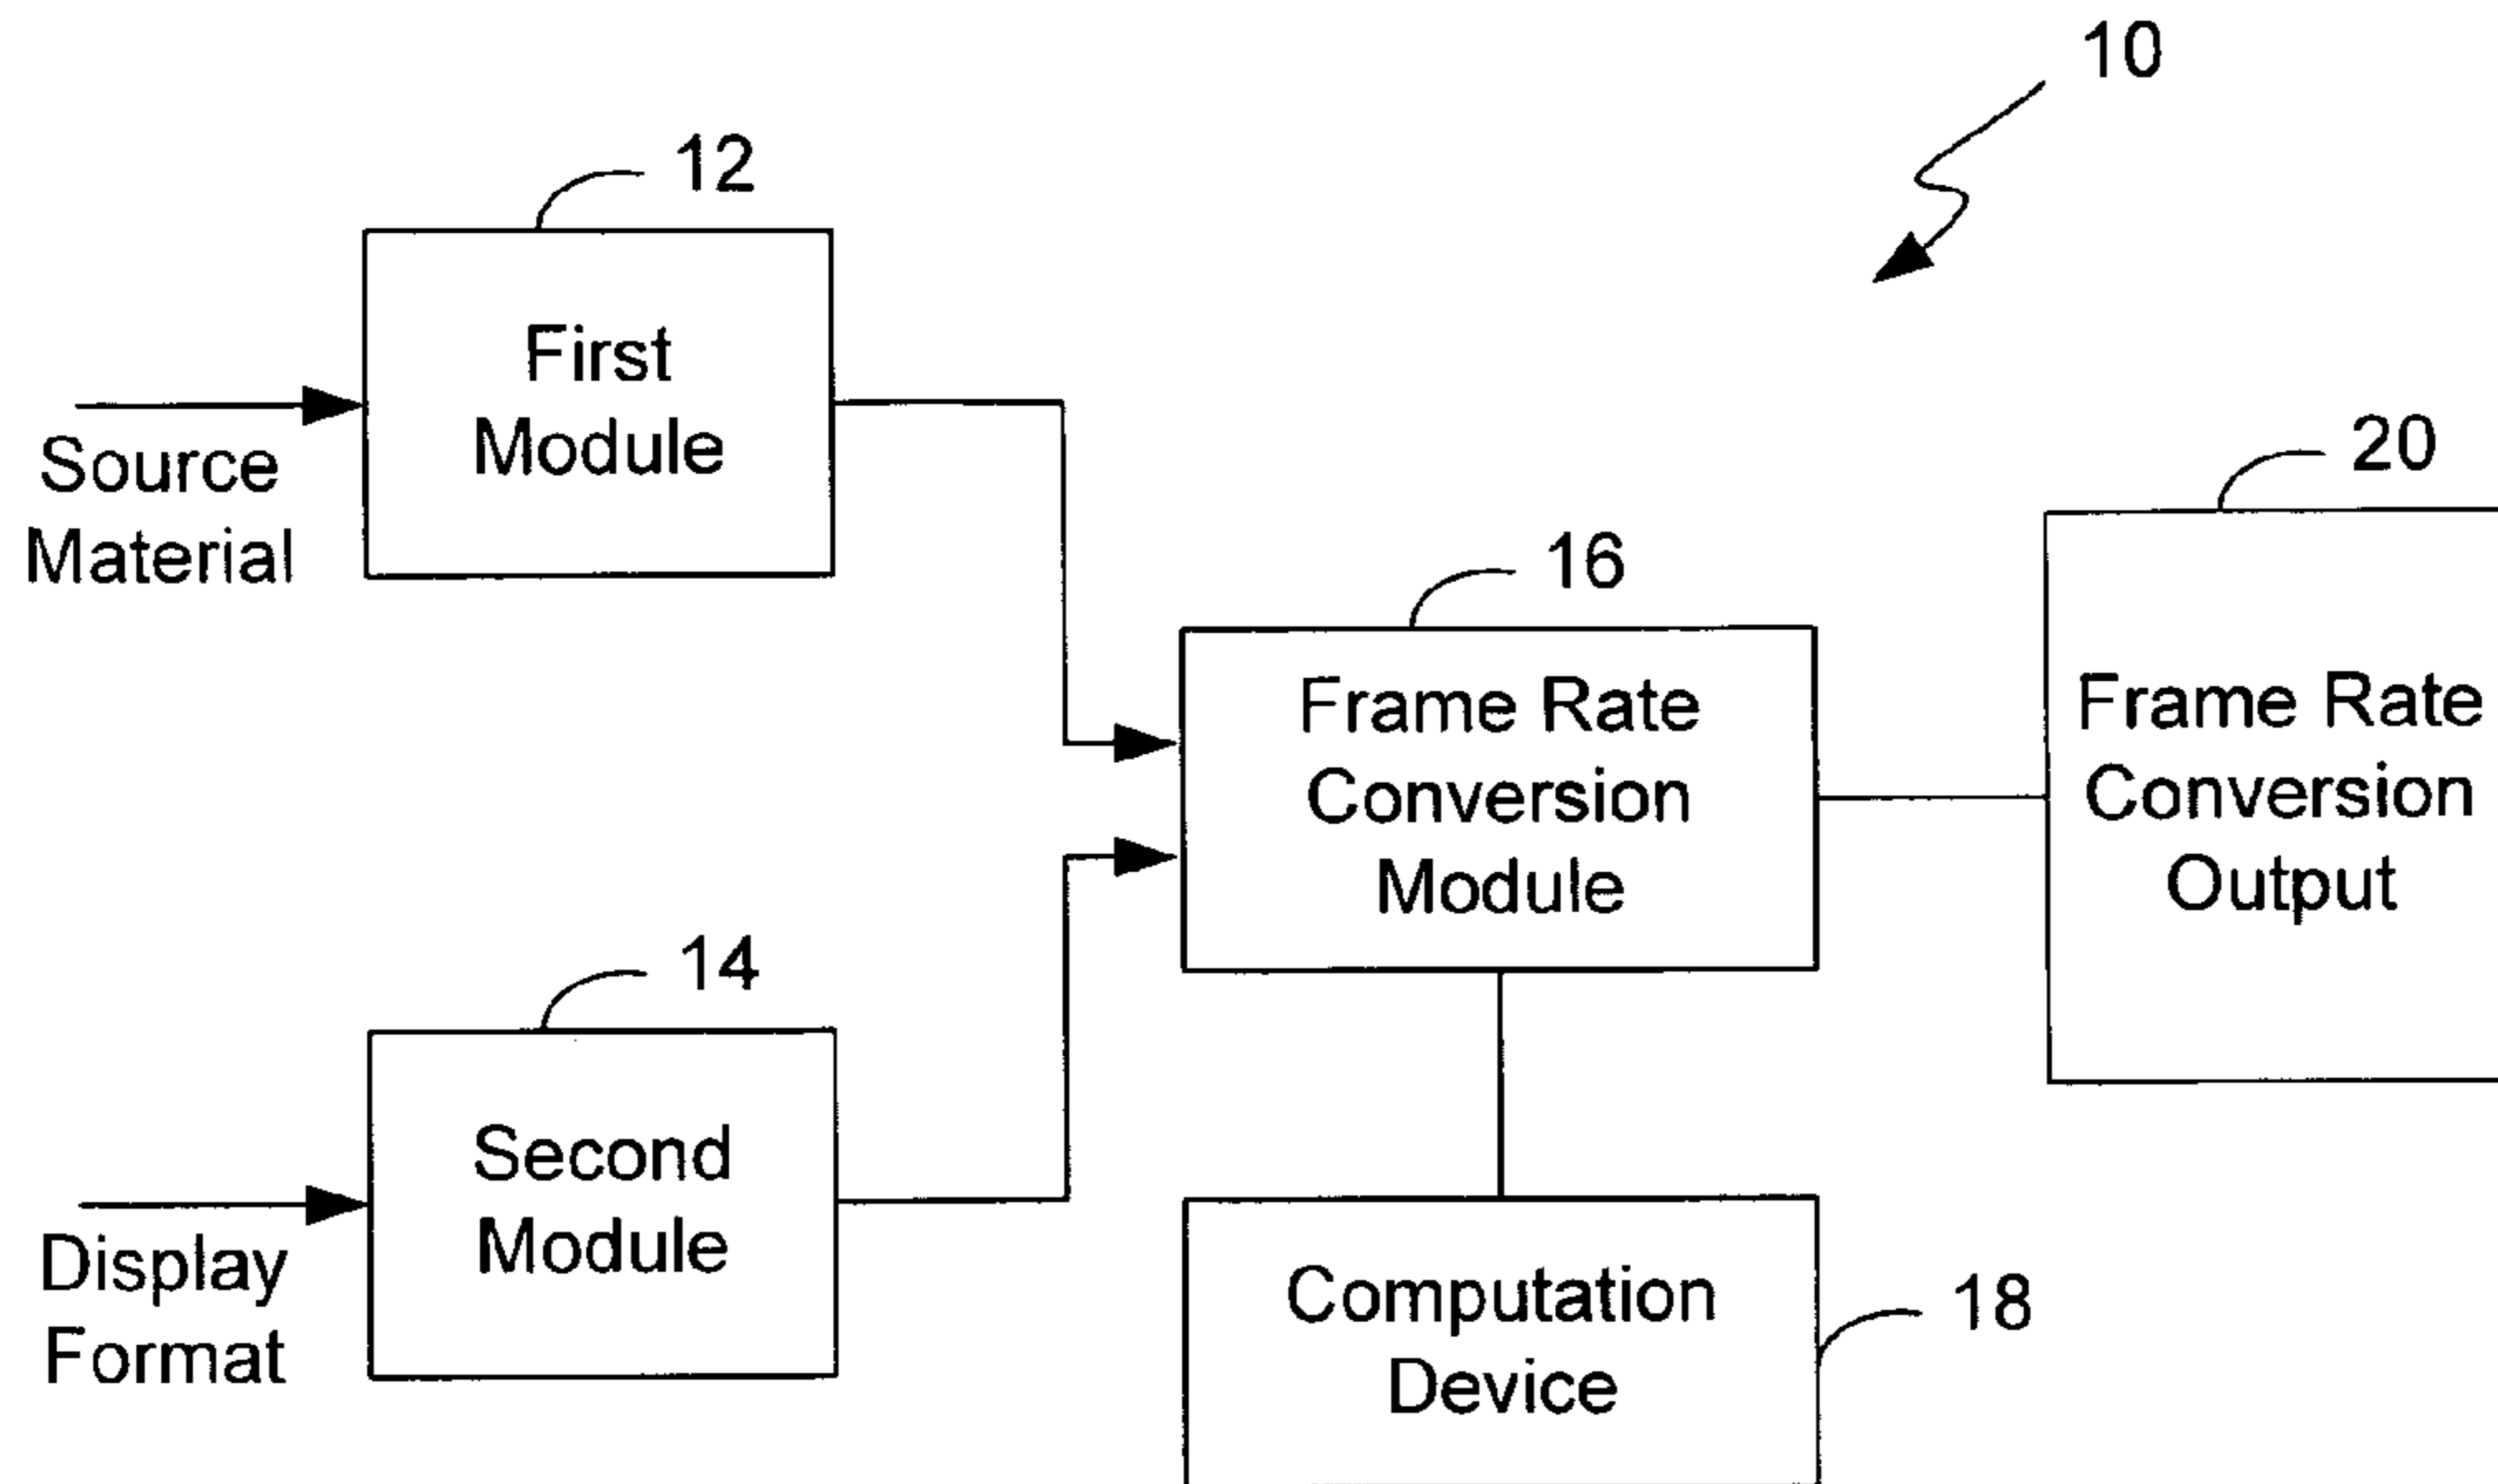 10
12
First
Module
Source
Material
20
16
Frame Rate
Conversion
Module
Frame Rate
Conversion
Output
14
Second
Module
Display
Format
Computation
Device
18